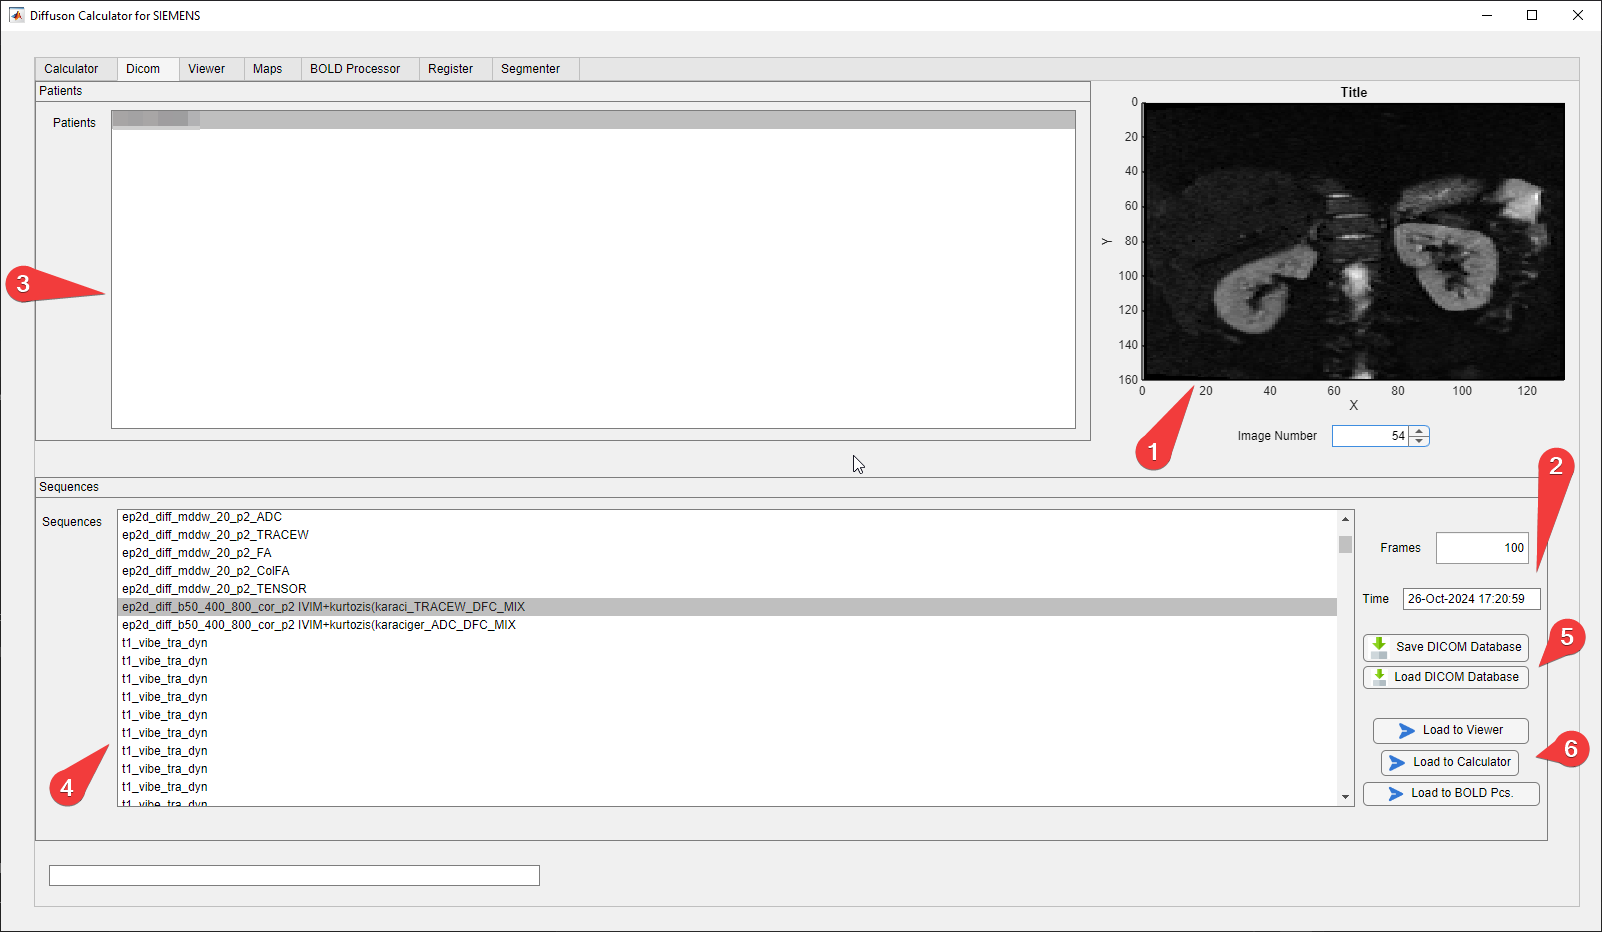 Diffuson Calculator for SIEMENS
Calculator Dicom Viewer Maps BOLD Processor Register Segmenter
Patients
Patients
Title
0
20
40
60
80
100
120
140
160
Y
0 20 40 60 80 100 120
X
Image Number 54
1
2
3
Sequences
Sequences
ep2d_diff_mddw_20_p2_ADC
ep2d_diff_mddw_20_p2_TRACEW
ep2d_diff_mddw_20_p2_FA
ep2d_diff_mddw_20_p2_ColFA
ep2d_diff_mddw_20_p2_TENSOR
ep2d_diff_b50_400_800_cor_p2 IVIM+kurtozis(karaci_TRACEW_DFC_MIX
ep2d_diff_b50_400_800_cor_p2 IVIM+kurtozis(karaciger_ADC_DFC_MIX
t1_vibe_tra_dyn
t1_vibe_tra_dyn
t1_vibe_tra_dyn
t1_vibe_tra_dyn
t1_vibe_tra_dyn
t1_vibe_tra_dyn
t1_vibe_tra_dyn
t1_vibe_tra_dyn
t1_vibe_tra_dyn
t1_vibe_tra_dyn
4
Frames 100
Time 26-Oct-2024 17:20:59
Save DICOM Database
Load DICOM Database
5
Load to Viewer
Load to Calculator
Load to BOLD Pcs.
6